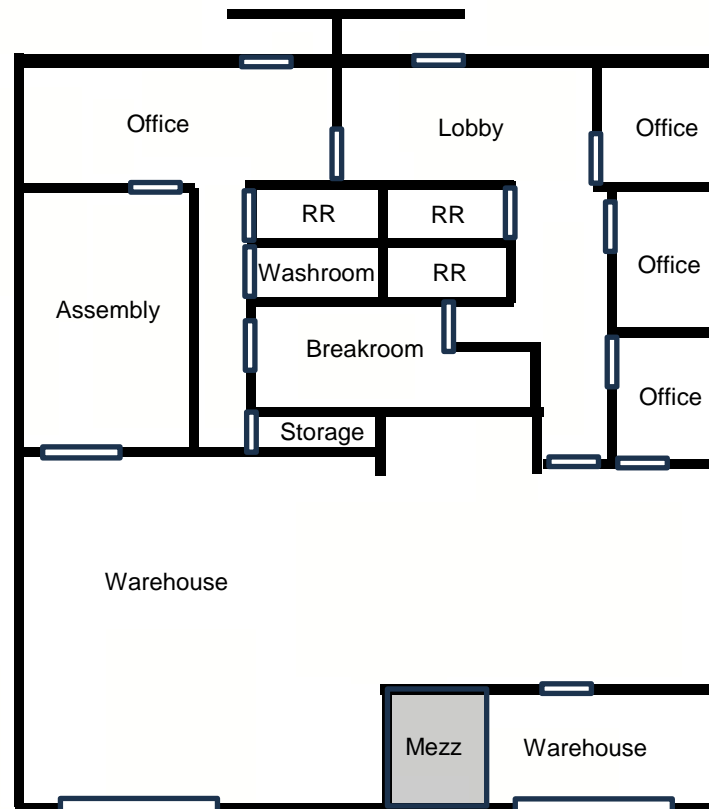 Office
Lobby
Office
RR
RR
Washroom
RR
Office
Assembly
Breakroom
Office
Storage
Warehouse
Mezz
Warehouse